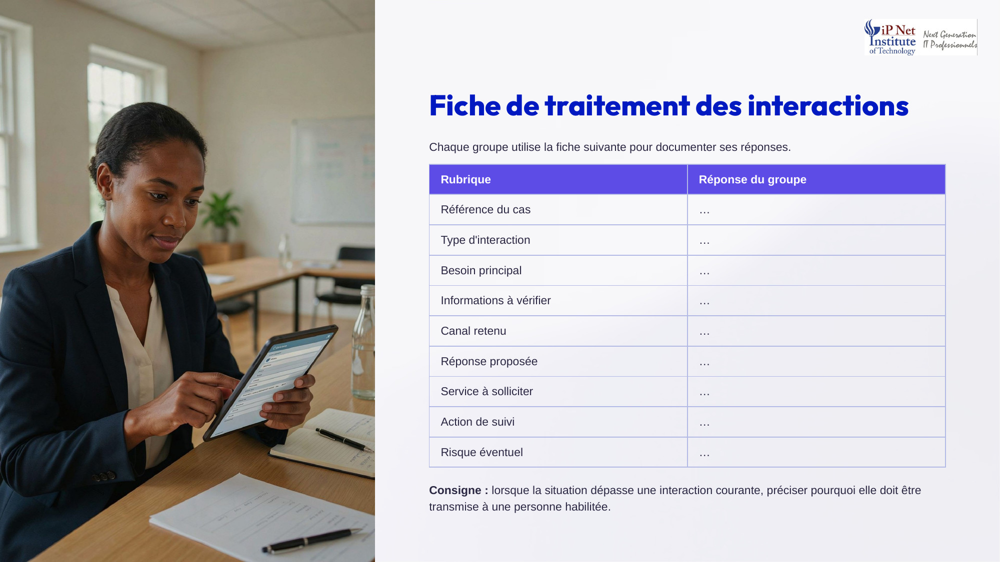 iP Net
Institute
of Technology
Next Generation
IT Professionnels
Fiche de traitement des interactions
Chaque groupe utilise la fiche suivante pour documenter ses réponses.
Rubrique Réponse du groupe
Référence du cas …
Type d'interaction …
Besoin principal …
Informations à vérifier …
Canal retenu …
Réponse proposée …
Service à solliciter …
Action de suivi …
Risque éventuel …
Consigne : lorsque la situation dépasse une interaction courante, préciser pourquoi elle doit être
transmise à une personne habilitée.